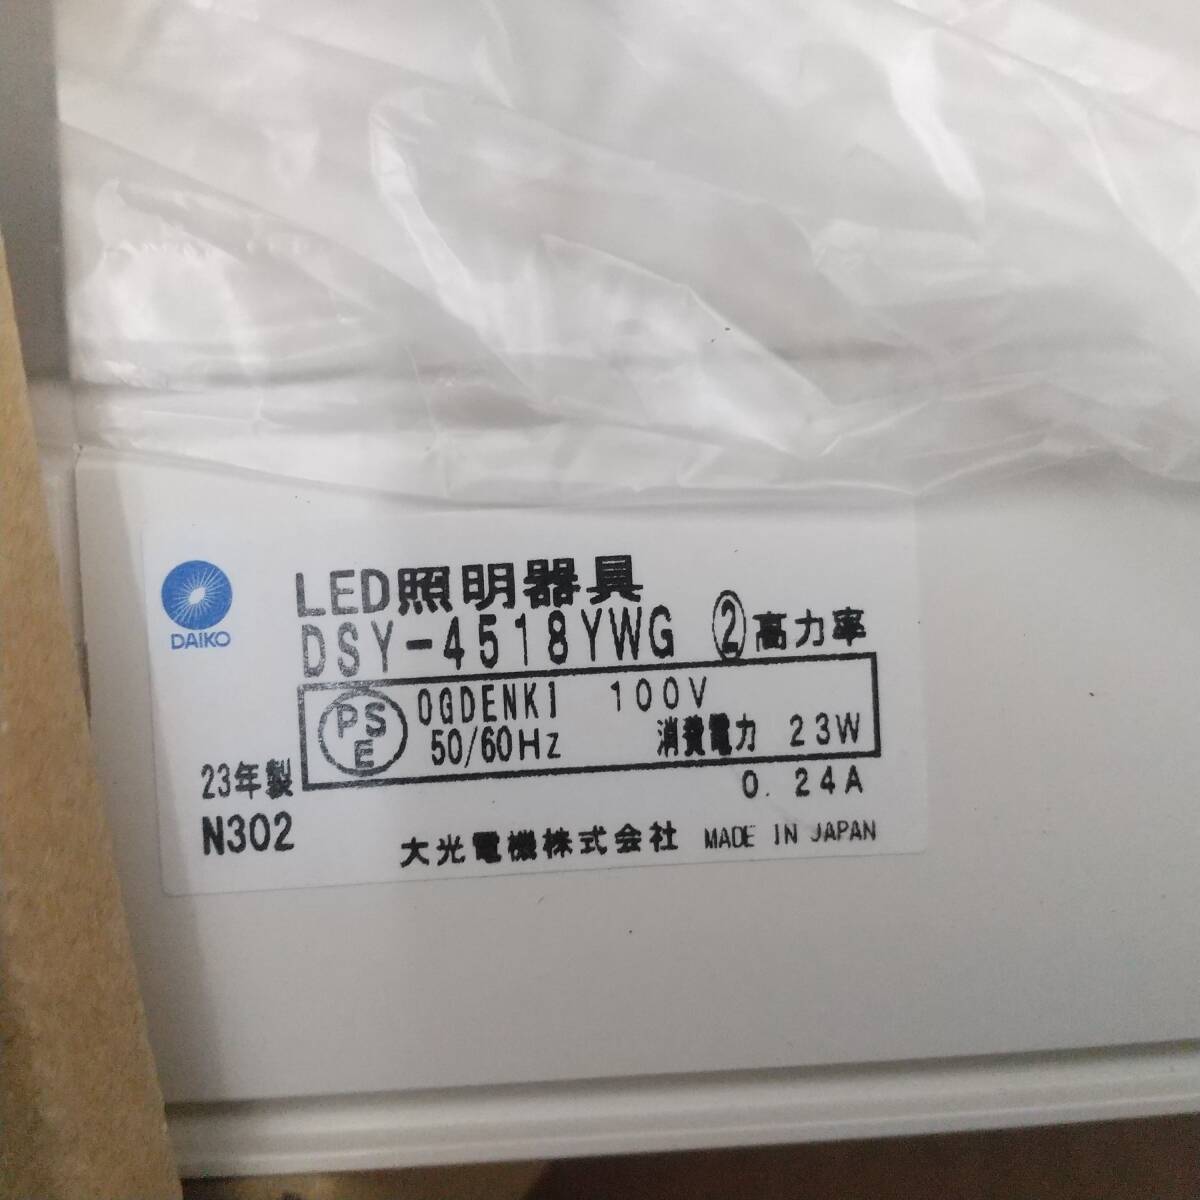 DAIKO
LED照明器具
DSY-4518YWG ②高力率
PSE OGDENKI 100V
50/60Hz 消費電力 23W
0.24A
23年製
N302
大光電機株式会社 MADE IN JAPAN